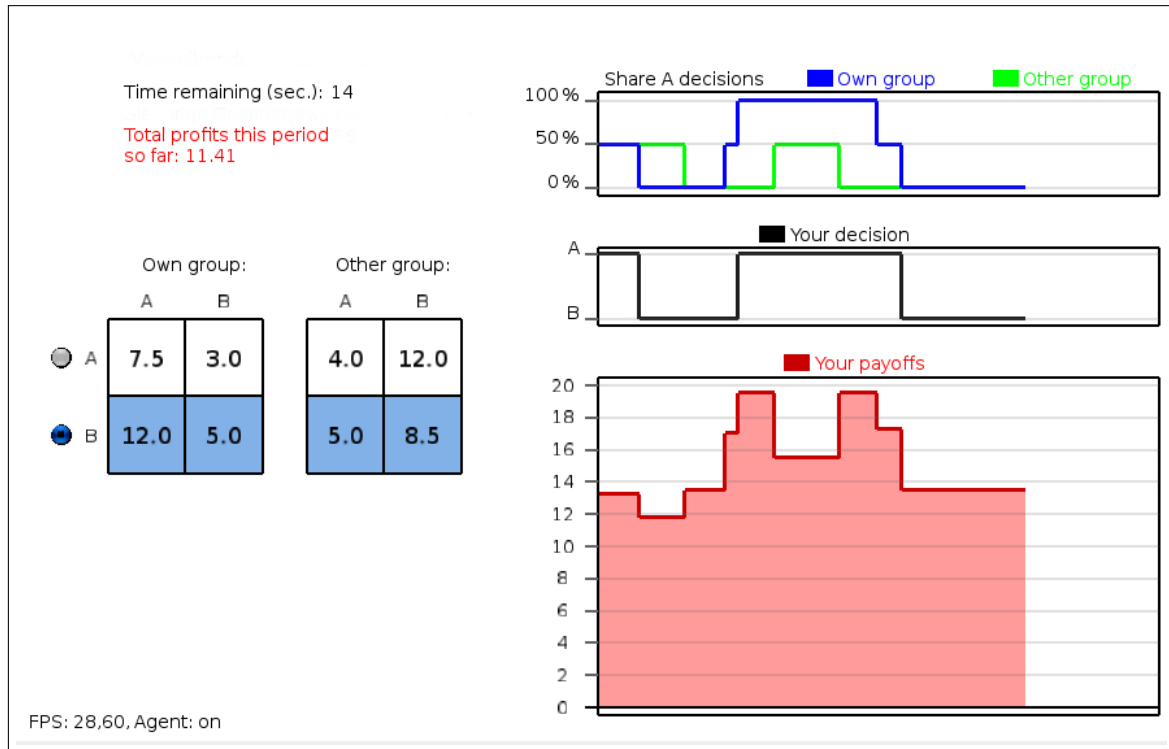 Time remaining (sec.): 14
Total profits this period
so far: 11.41
Own group:
Other group:
A B
A B
A 7.5 3.0 4.0 12.0
B 12.0 5.0 5.0 8.5
FPS: 28,60, Agent: on
Share A decisions Own group Other group
100 %
50 %
0 %
Your decision
A
B
Your payoffs
20
18
16
14
12
10
8
6
4
2
0